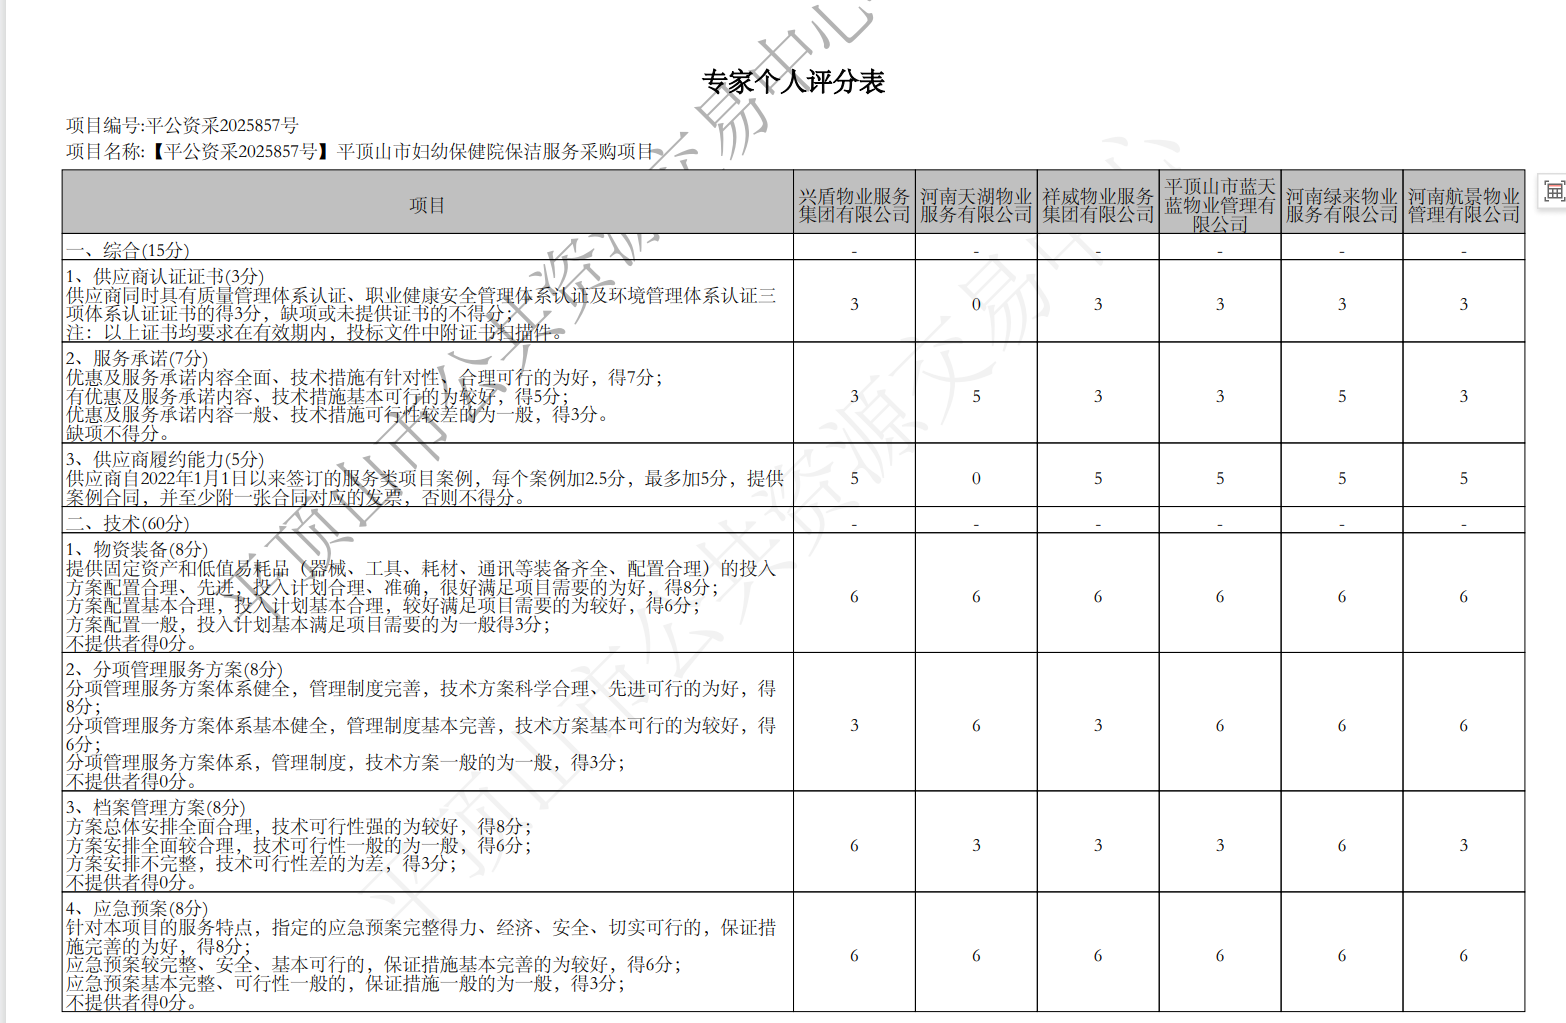 专家个人评分表
项目编号:平公资采2025857号
项目名称:【平公资采2025857号】平顶山市妇幼保健院保洁服务采购项目
项目
兴盾物业服务
集团有限公司
河南天湖物业
服务有限公司
祥威物业服务
集团有限公司
平顶山市蓝天
蓝物业管理有
限公司
河南绿来物业
服务有限公司
河南航景物业
管理有限公司
一、综合(15分)
- - - - - -
1、供应商认证证书(3分)
供应商同时具有质量管理体系认证、职业健康安全管理体系认证及环境管理体系认证三
项体系认证证书的得3分，缺项或未提供证书的不得分；
注：以上证书均要求在有效期内，投标文件中附证书扫描件。
3 0 3 3 3 3
2、服务承诺(7分)
优惠及服务承诺内容全面、技术措施有针对性、合理可行的为好，得7分；
有优惠及服务承诺内容、技术措施基本可行的为较好，得5分；
优惠及服务承诺内容一般、技术措施可行性较差的为一般，得3分。
缺项不得分。
3 5 3 3 5 3
3、供应商履约能力(5分)
供应商自2022年1月1日以来签订的服务类项目案例，每个案例加2.5分，最多加5分，提供
案例合同，并至少附一张合同对应的发票，否则不得分。
5 0 5 5 5 5
二、技术(60分)
- - - - - -
1、物资装备(8分)
提供固定资产和低值易耗品（器械、工具、耗材、通讯等装备齐全、配置合理）的投入
方案配置合理、先进，投入计划合理、准确，很好满足项目需要的为好，得8分；
方案配置基本合理，投入计划基本合理，较好满足项目需要的为较好，得6分；
方案配置一般，投入计划基本满足项目需要的为一般得3分；
不提供者得0分。
6 6 6 6 6 6
2、分项管理服务方案(8分)
分项管理服务方案体系健全，管理制度完善，技术方案科学合理、先进可行的为好，得
8分；
分项管理服务方案体系基本健全，管理制度基本完善，技术方案基本可行的为较好，得
6分；
分项管理服务方案体系，管理制度，技术方案一般的为一般，得3分；
不提供者得0分。
3 6 3 6 6 6
3、档案管理方案(8分)
方案总体安排全面合理，技术可行性强的为较好，得8分；
方案安排全面较合理，技术可行性一般的为一般，得6分；
方案安排不完整，技术可行性差的为差，得3分；
不提供者得0分。
6 3 3 3 6 3
4、应急预案(8分)
针对本项目的服务特点，指定的应急预案完整得力、经济、安全、切实可行的，保证措
施完善的为好，得8分；
应急预案较完整、安全、基本可行的，保证措施基本完善的为较好，得6分；
应急预案基本完整、可行性一般的，保证措施一般的为一般，得3分；
不提供者得0分。
6 6 6 6 6 6
平顶山市公共资源交易中心
平顶山市公共资源交易中心